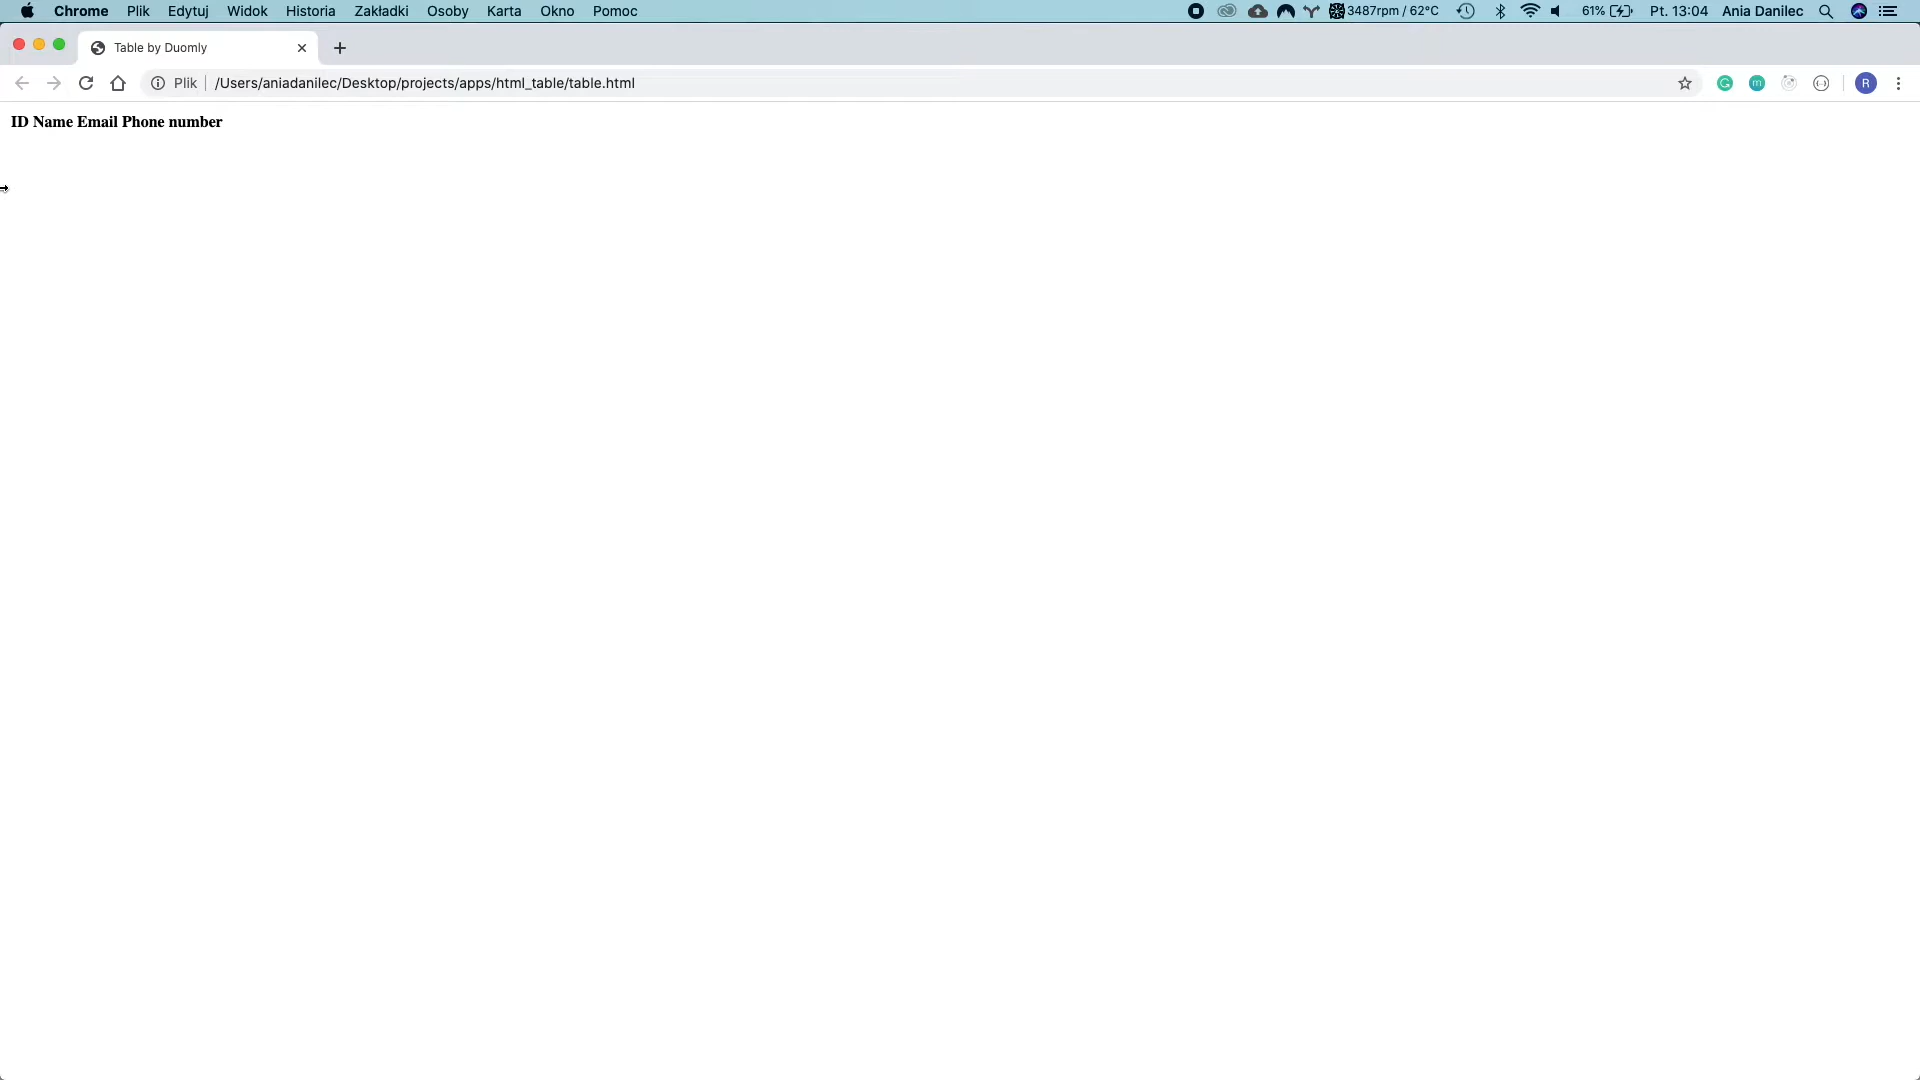 Chrome Plik Edytuj Widok Historia Zakładki Osoby Karta Okno Pomoc 3487rpm / 62°C 61% Pt. 13:04 Ania Danilec
Table by Duomly
Plik /Users/aniadanilec/Desktop/projects/apps/html_table/table.html R
ID Name Email Phone number